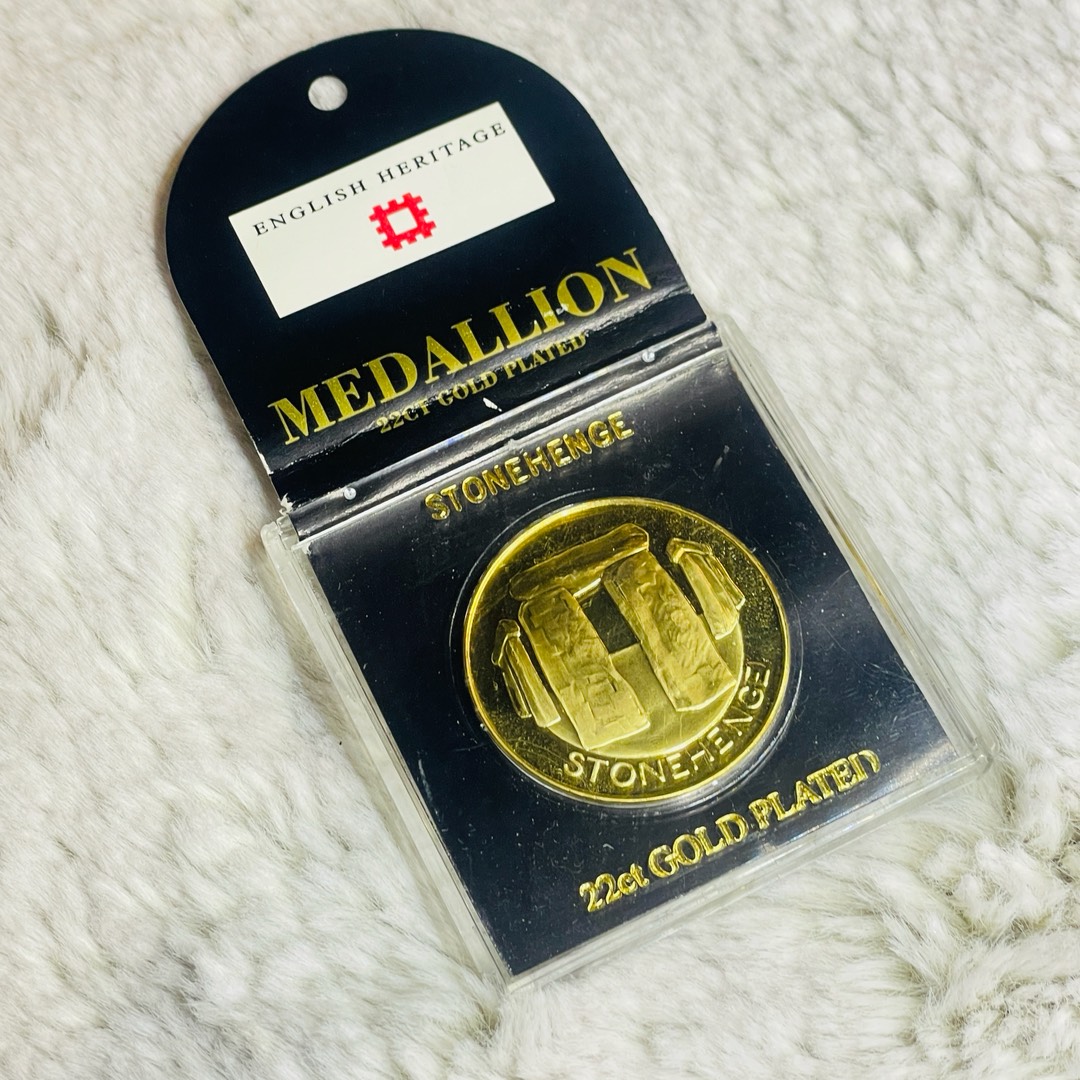 ENGLISH HERITAGE
MEDALLION
22CT GOLD PLATED
STONEHENGE
STONEHENGE
22ct GOLD PLATED